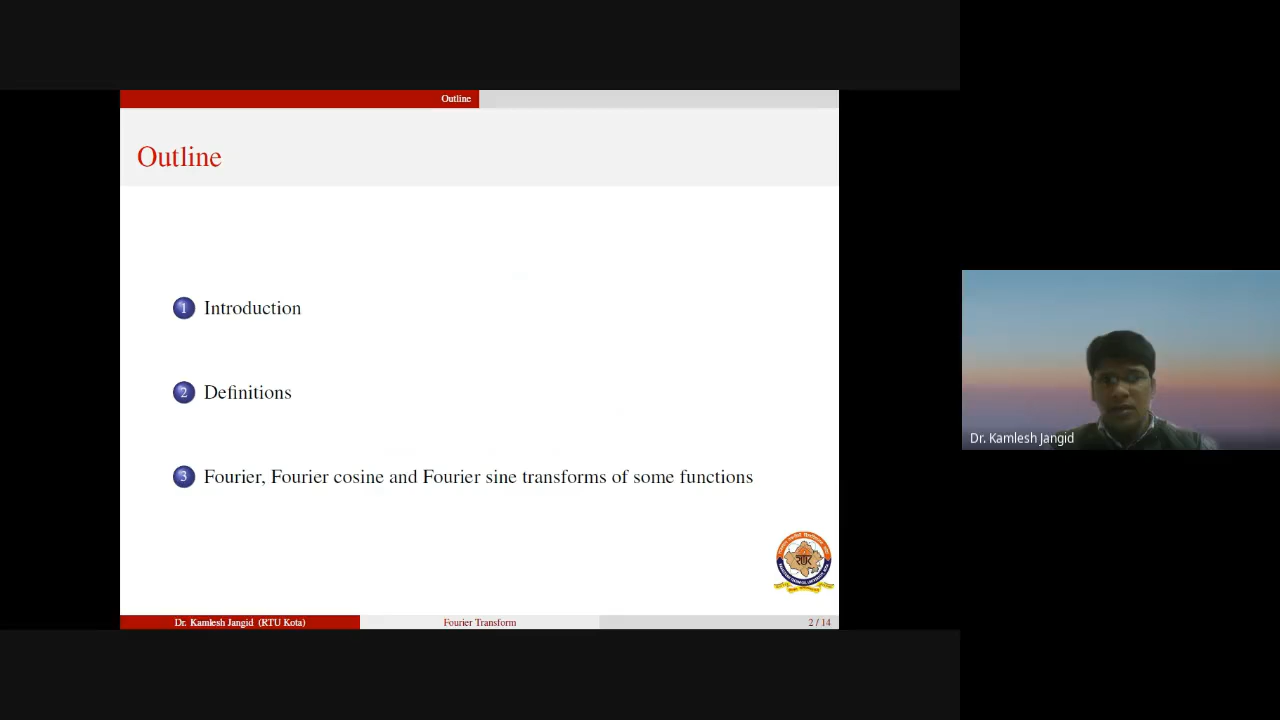 Outline
Outline
1 Introduction
2 Definitions
3 Fourier, Fourier cosine and Fourier sine transforms of some functions
Dr. Kamlesh Jangid (RTU Kota)
Fourier Transform
2 / 14
Dr. Kamlesh Jangid